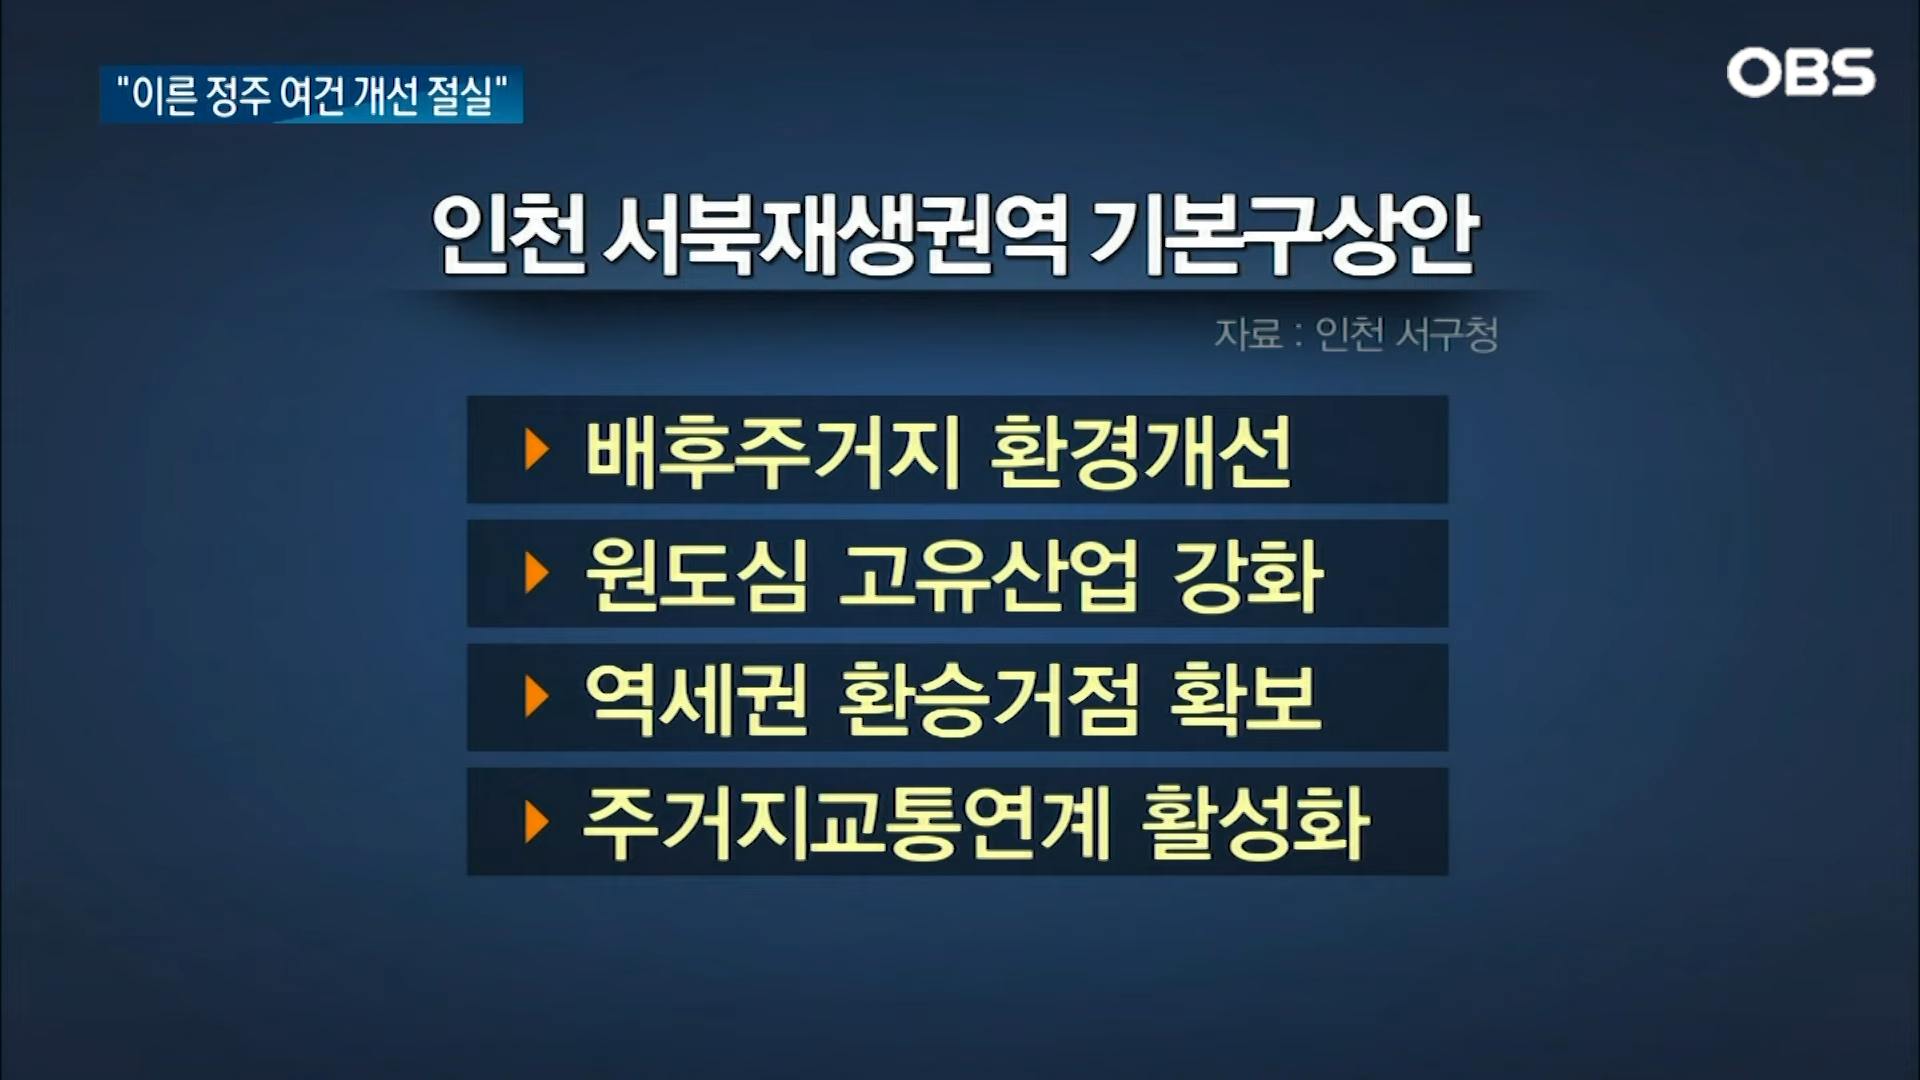 "이른 정주 여건 개선 절실"
OBS
인천 서북재생권역 기본구상안
자료 : 인천 서구청
배후주거지 환경개선
원도심 고유산업 강화
역세권 환승거점 확보
주거지교통연계 활성화